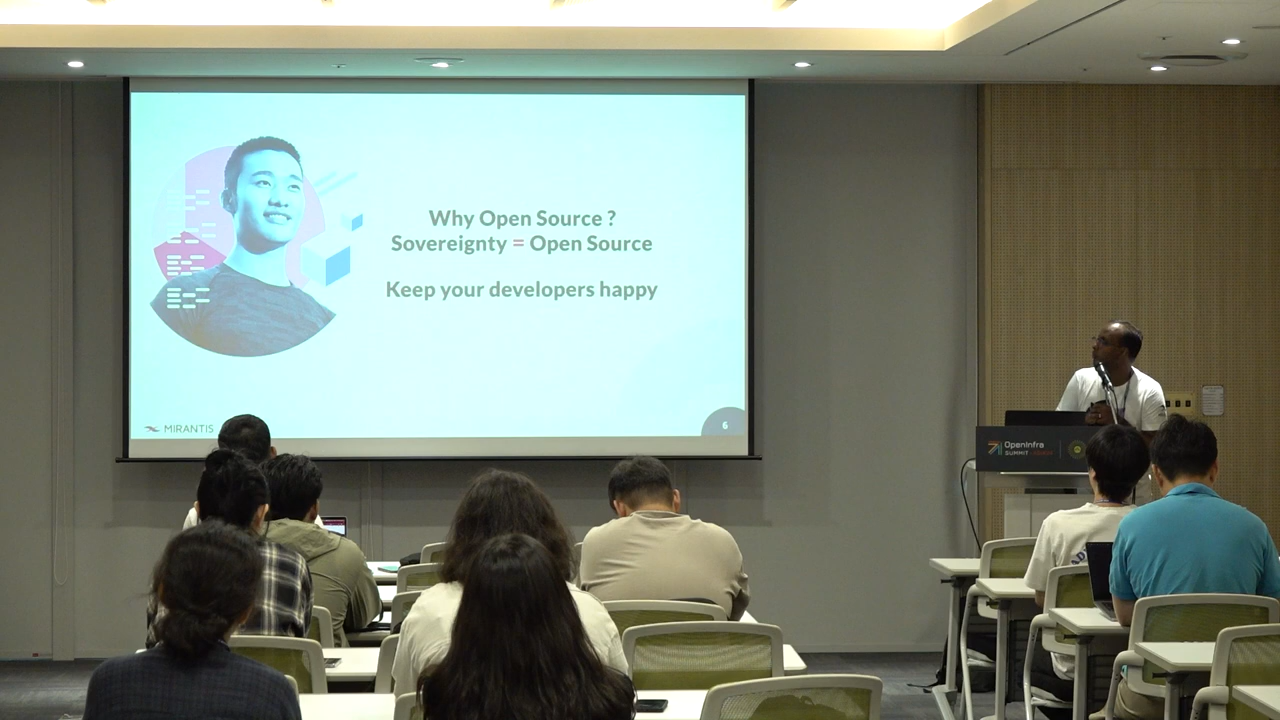 Why Open Source ?
Sovereignty = Open Source
Keep your developers happy
MIRANTIS
6
OpenInfra
SUMMIT